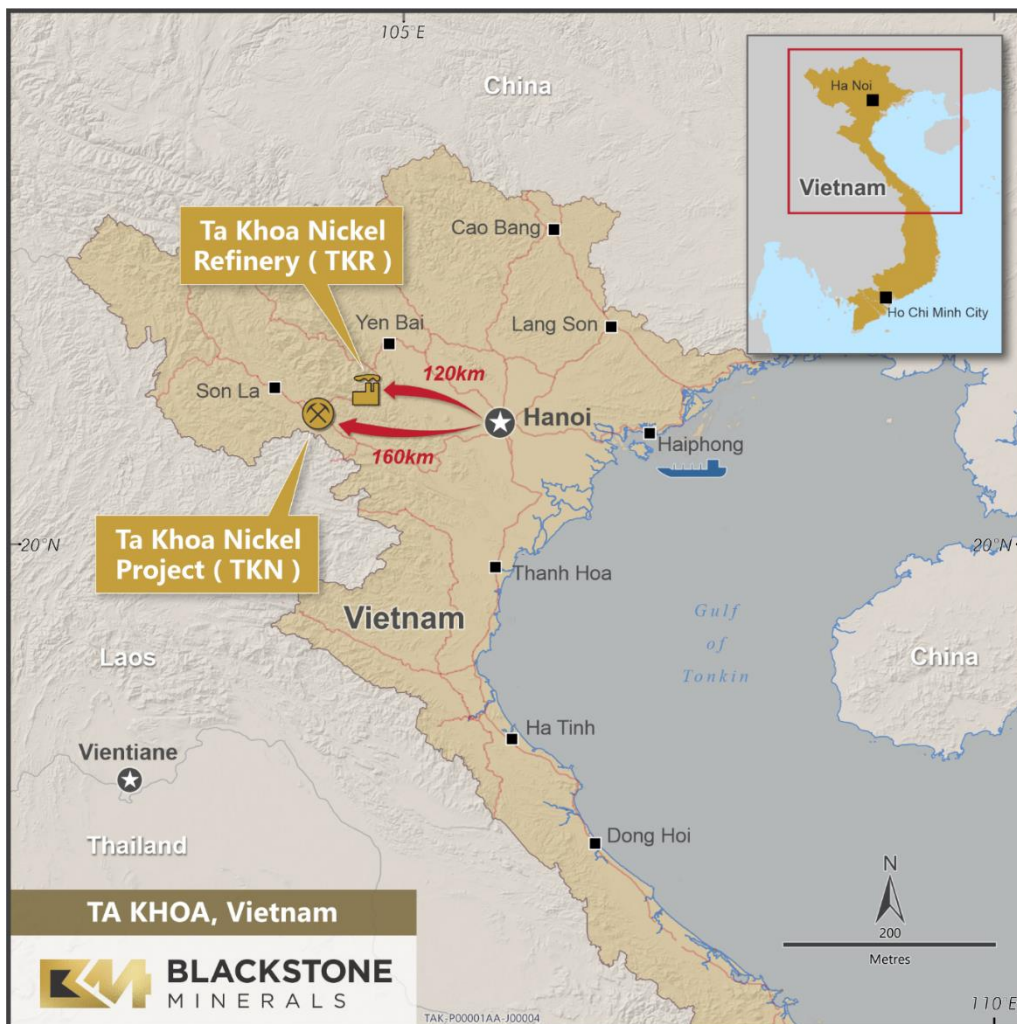 105 E
China
Ha Noi
Vietnam
Ho Chi Minh City
Ta Khoa Nickel
Refinery ( TKR )
Cao Bang
Yen Bai
Lang Son
120km
Son La
Hanoi
Haiphong
160km
Ta Khoa Nickel
Project ( TKN )
20°N
20°N
Thanh Hoa
Vietnam
Gulf
of
Tonkin
Laos
China
Ha Tinh
Vientiane
Dong Hoi
Thailand
N
200
Metres
TA KHOA, Vietnam
BM BLACKSTONE
MINERALS
TAK-P00001AA-J00004
110 E